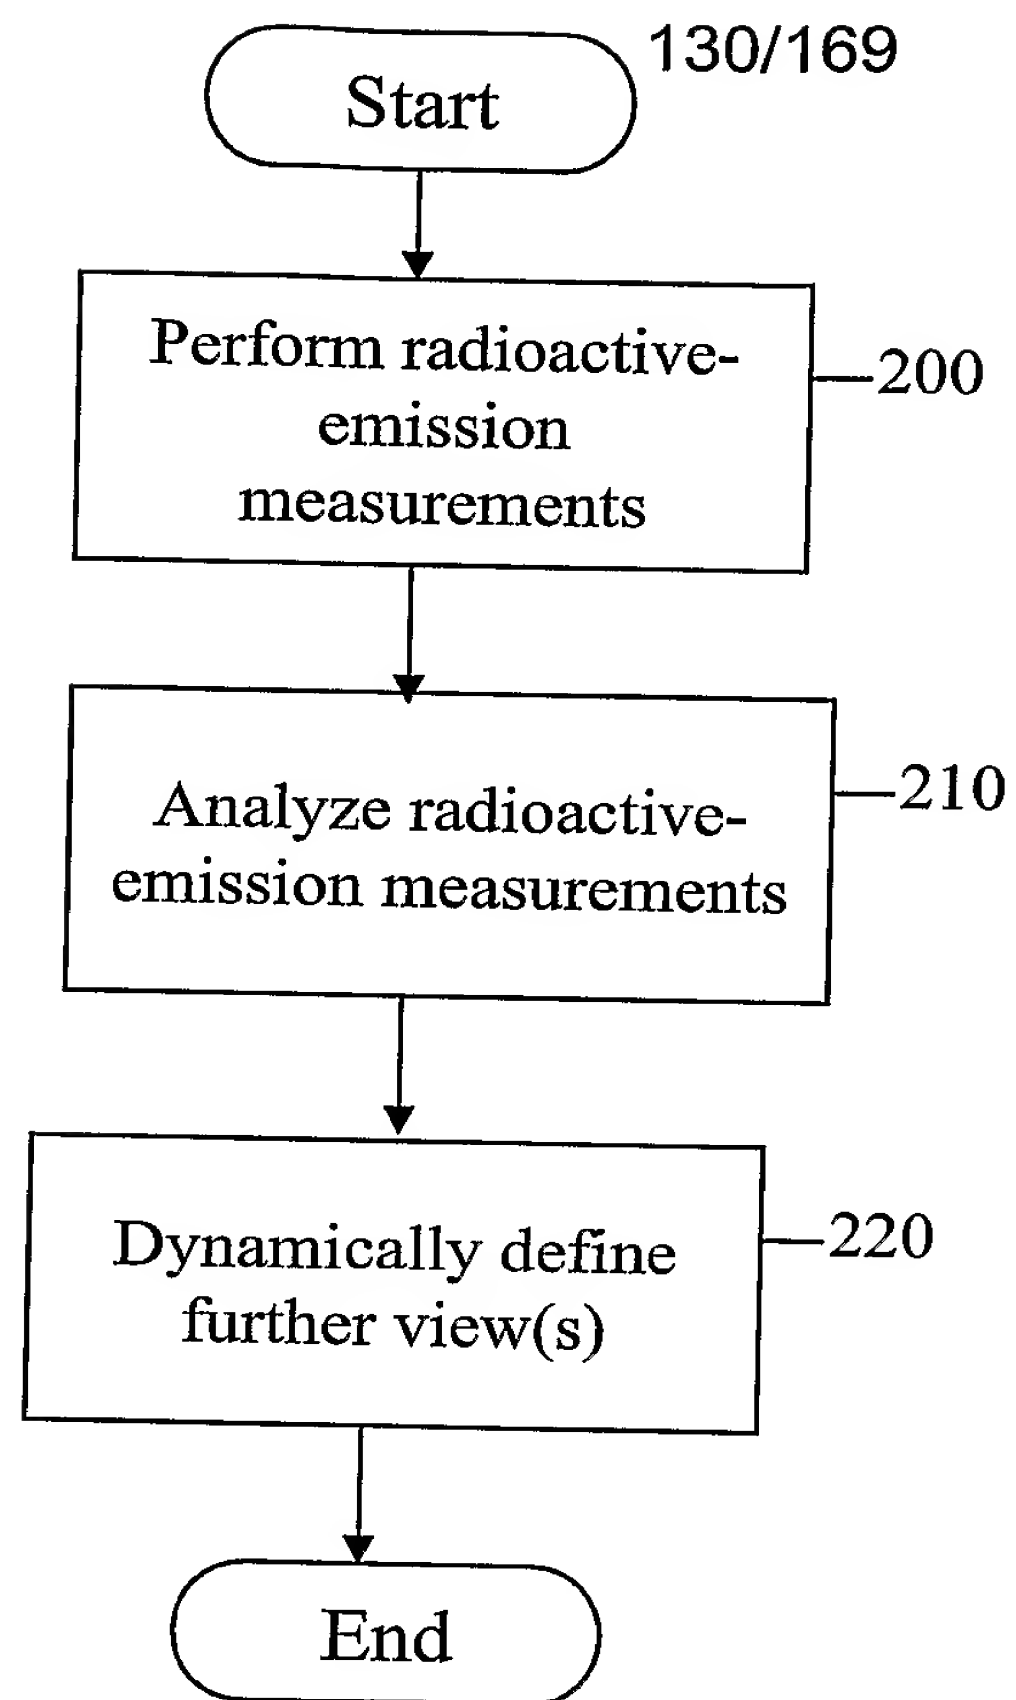 130/169
Start
Perform radioactive-
emission
measurements
200
Analyze radioactive-
emission measurements
210
Dynamically define
further view(s)
220
End